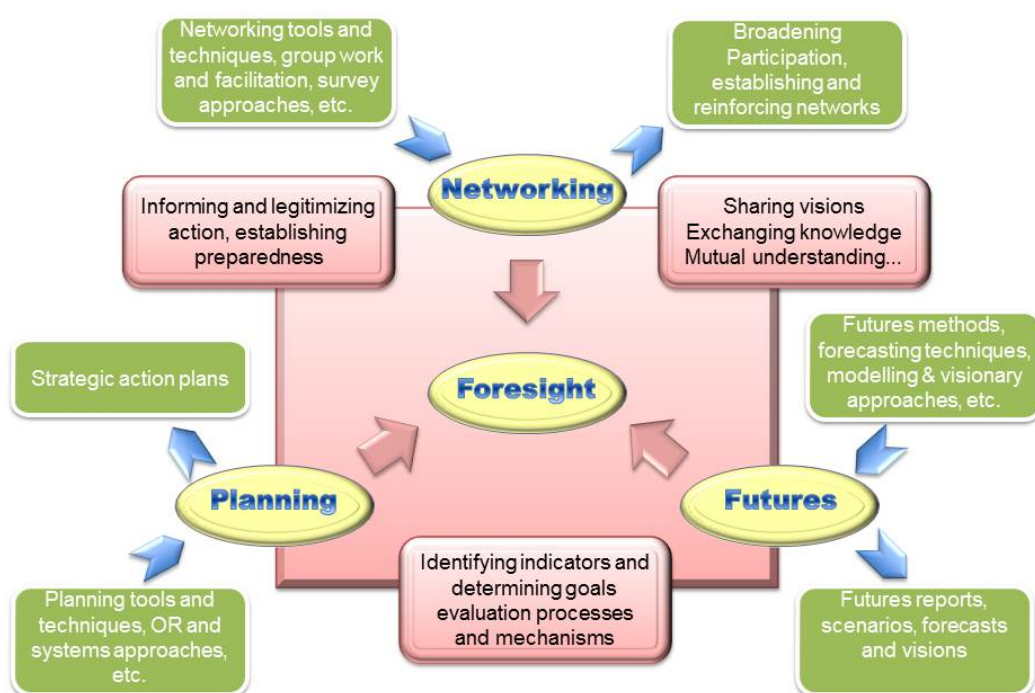 Networking tools and
techniques, group work
and facilitation, survey
approaches, etc.
Broadening
Participation,
establishing and
reinforcing networks
Networking
Informing and legitimizing
action, establishing
preparedness
Sharing visions
Exchanging knowledge
Mutual understanding...
Strategic action plans
Foresight
Futures methods,
forecasting techniques,
modelling & visionary
approaches, etc.
Planning
Futures
Identifying indicators and
determining goals
evaluation processes
and mechanisms
Planning tools and
techniques, OR and
systems approaches,
etc.
Futures reports,
scenarios, forecasts
and visions